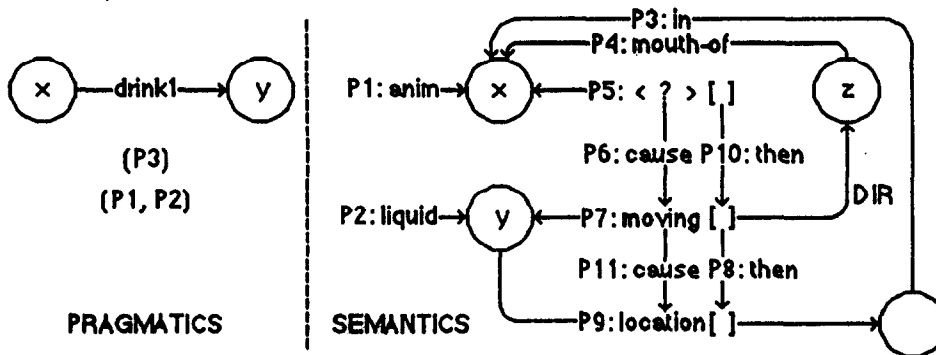 P3: in
P4: mouth-of
x drink1 y
P1: anim x P5: < ? > [ ] z
(P3)
P6: cause P10: then
(P1, P2)
DIR
P2: liquid y P7: moving [ ]
P11: cause P8: then
PRAGMATICS SEMANTICS P9: location [ ]